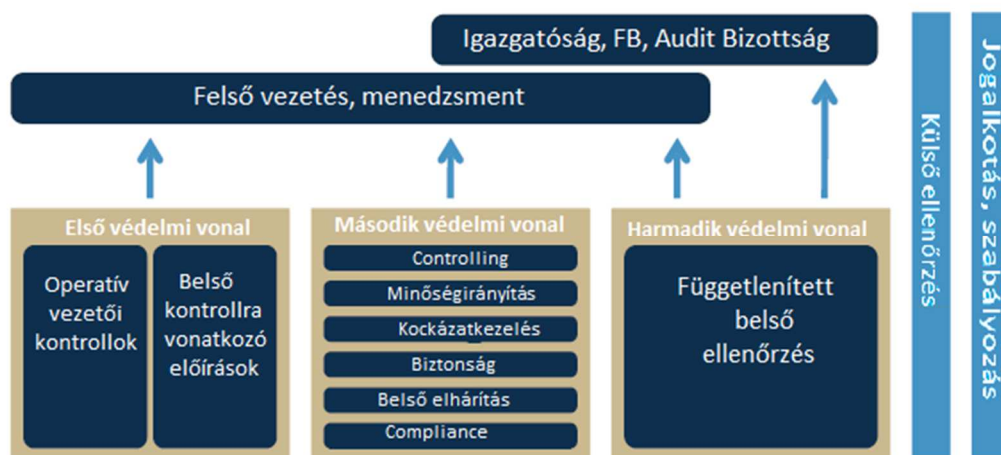 Igazgatóság, FB, Audit Bizottság
Felső vezetés, menedzsment
Első védelmi vonal
Operatív
vezetői
kontrollok
Belső
kontrollra
vonatkozó
előírások
Második védelmi vonal
Controlling
Minőségirányítás
Kockázatkezelés
Biztonság
Belső elhárítás
Compliance
Harmadik védelmi vonal
Függetlenített
belső
ellenőrzés
Külső ellenőrzés
Jogalkotás, szabályozás